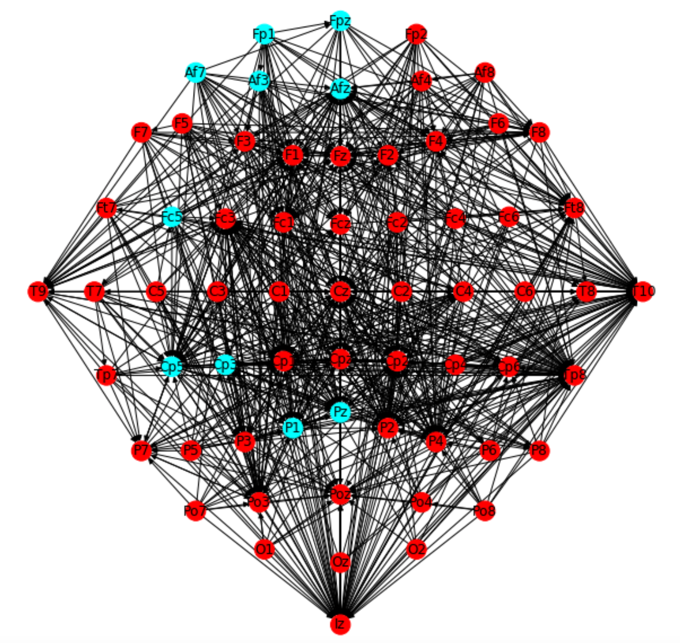 Fpz
Fp1 Fp2
Af7 Af3 Afz Af4 Af8
F7 F5 F3 F1 Fz F2 F4 F6 F8
Ft7 Fc5 Fc3 Fc1 Fcz Fc2 Fc4 Fc6 Ft8
T9 T7 C5 C3 C1 Cz C2 C4 C6 T8 T10
Tp7 Cp5 Cp3 Cp1 Cpz Cp2 Cp4 Cp6 Tp8
P7 P5 P3 P1 Pz P2 P4 P6 P8
Po7 Po3 Poz Po4 Po8
O1 Oz O2
Iz